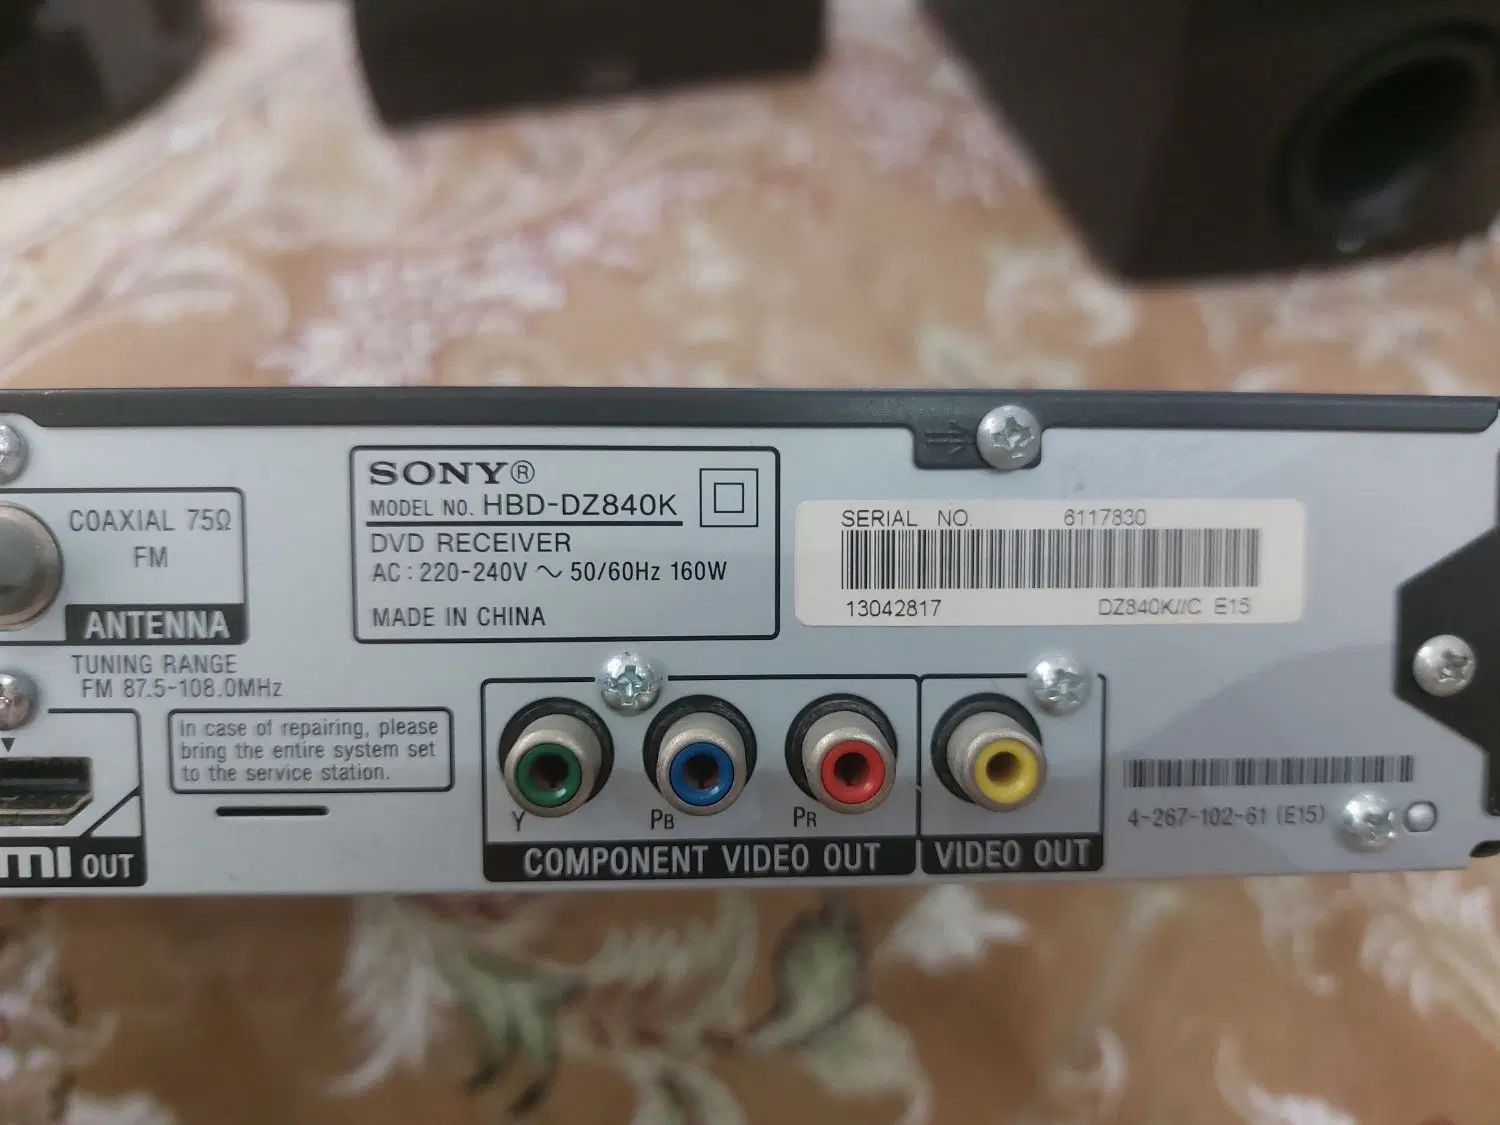 SONY®
MODEL NO. HBD-DZ840K
DVD RECEIVER
AC : 220-240V ~ 50/60Hz 160W
MADE IN CHINA
COAXIAL 75Ω
FM
ANTENNA
TUNING RANGE
FM 87.5-108.0MHz
SERIAL NO. 6117830
13042817 DZ840K//C E15
In case of repairing, please
bring the entire system set
to the service station.
OUT
Y PB PR
COMPONENT VIDEO OUT
VIDEO OUT
4-267-102-61 (E15)